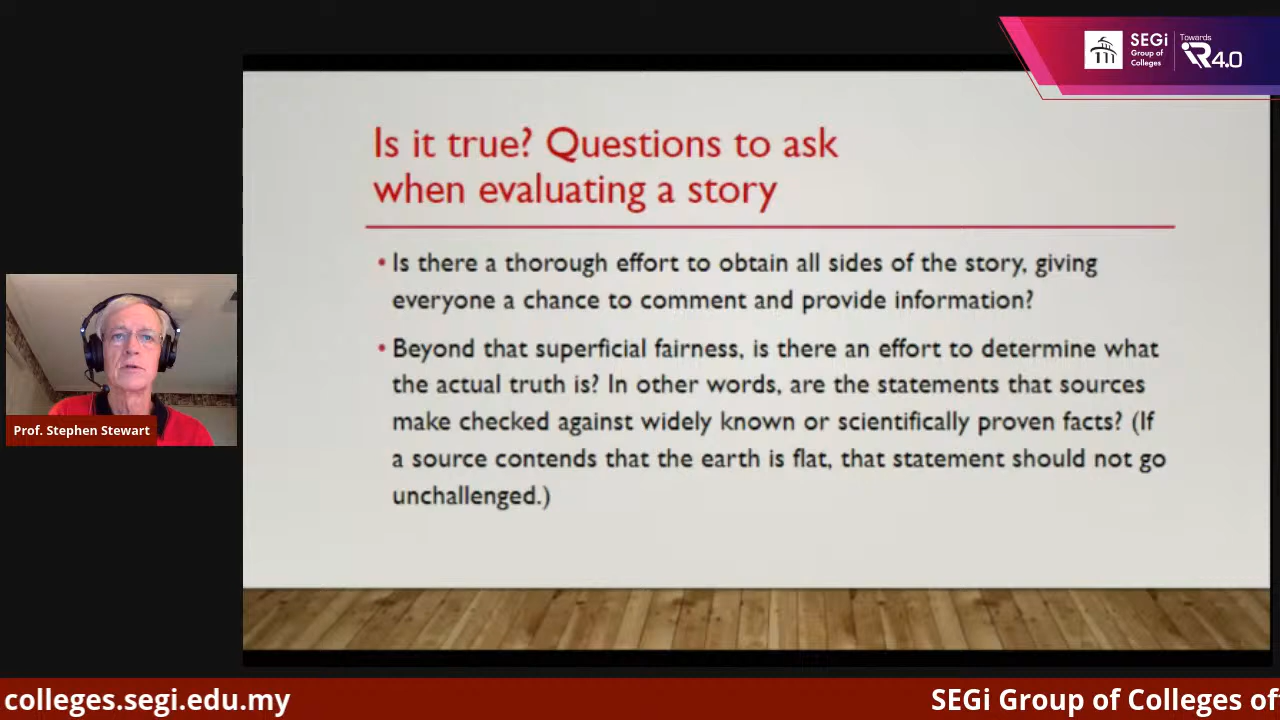 SEGi
Group of
Colleges
Towards
iR4.0
Is it true? Questions to ask
when evaluating a story
• Is there a thorough effort to obtain all sides of the story, giving
everyone a chance to comment and provide information?
• Beyond that superficial fairness, is there an effort to determine what
the actual truth is? In other words, are the statements that sources
make checked against widely known or scientifically proven facts? (If
a source contends that the earth is flat, that statement should not go
unchallenged.)
Prof. Stephen Stewart
colleges.segi.edu.my
SEGi Group of Colleges of